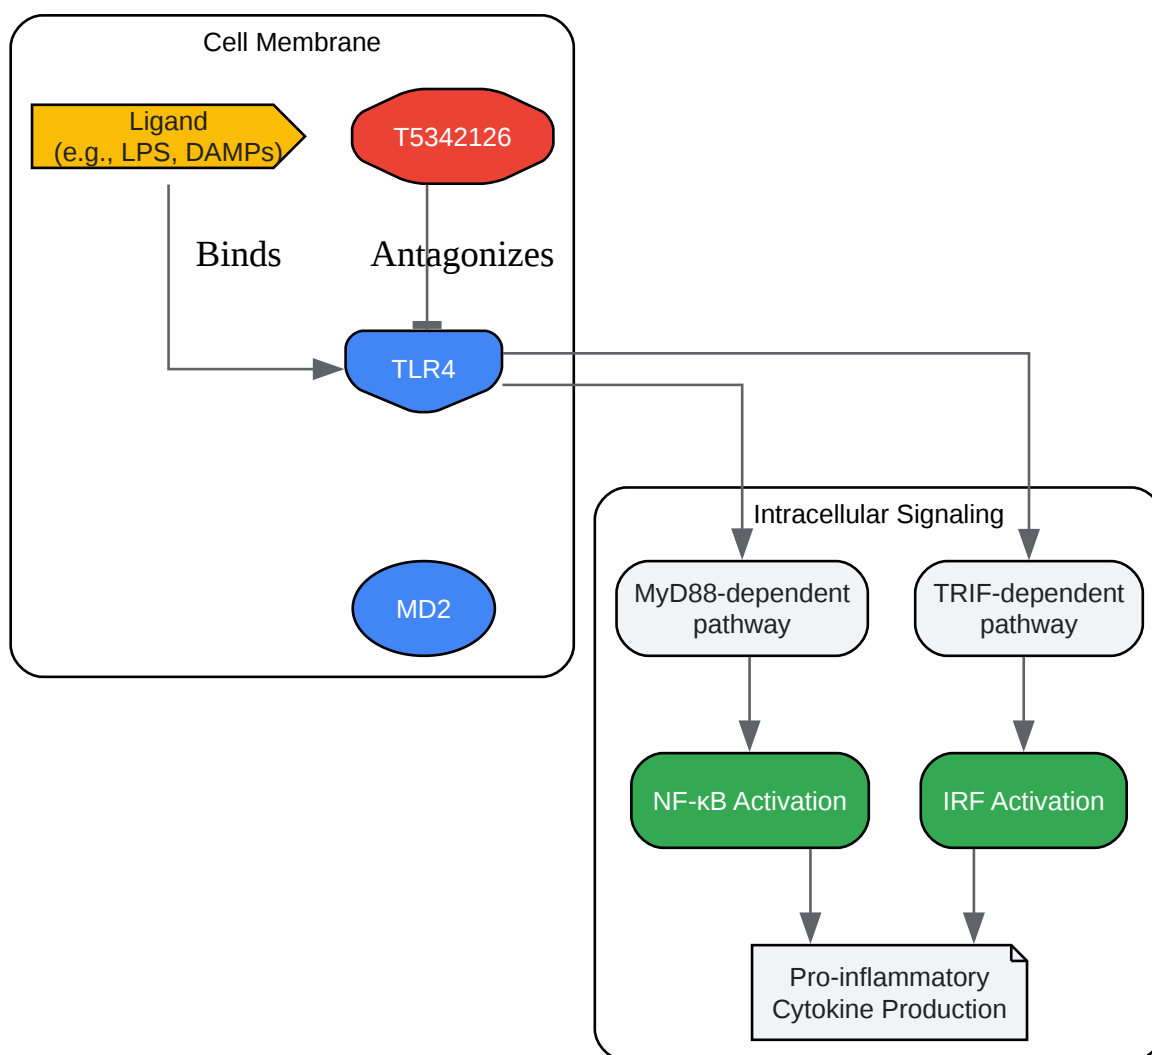 Cell Membrane
Ligand
(e.g., LPS, DAMPs)
T5342126
Binds
Antagonizes
TLR4
MD2
Intracellular Signaling
MyD88-dependent
pathway
TRIF-dependent
pathway
NF-κB Activation
IRF Activation
Pro-inflammatory
Cytokine Production